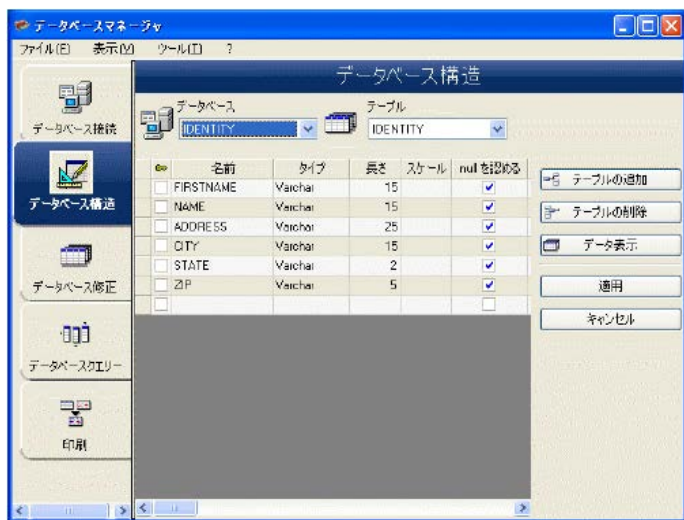 データベースマネージャ
ファイル(F) 表示(V) ツール(T) ?
データベース構造
データベース接続
データベース構造
データベース修正
データベースクエリー
印刷
データベース
IDENTITY
テーブル
IDENTITY
名前 タイプ 長さ スケール nullを認める
FIRSTNAME Varchar 15
NAME Varchar 15
ADDRESS Varchar 25
CITY Varchar 15
STATE Varchar 2
ZIP Varchar 5
テーブルの追加
テーブルの削除
データ表示
適用
キャンセル